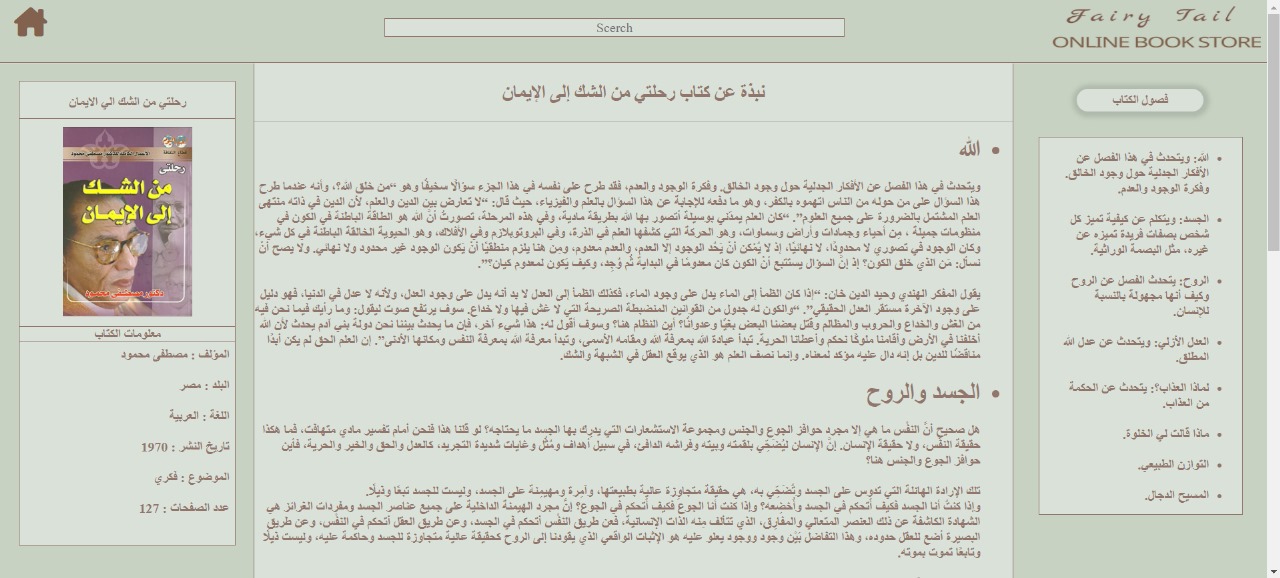 Fairy Tail
ONLINE BOOK STORE
Scerch
فصول الكتاب
الله: ويتحدث في هذا الفصل عن
الأفكار الجدلية حول وجود الخالق.
وفكرة الوجود والعدم.
الجسد: ويتكلم عن كيفية تميز كل
شخص بصفات فريدة تميزه عن
غيره، مثل البصمة الوراثية.
الروح: يتحدث الفصل عن الروح
وكيف أنها مجهولة بالنسبة
للإنسان.
العدل الأزلي: ويتحدث عن عدل الله
المطلق.
لماذا العذاب؟: يتحدث عن الحكمة
من العذاب.
ماذا قالت لي الخلوة.
التوازن الطبيعي.
المسيح الدجال.
نبذة عن كتاب رحلتي من الشك إلى الإيمان
الله
ويتحدث في هذا الفصل عن الأفكار الجدلية حول وجود الخالق. وفكرة الوجود والعدم، فقد طرح على نفسه في هذا الجزء سؤالًا سخيفًا وهو “من خلق الله؟، وأنه عندما طرح
هذا السؤال على من حوله من الناس اتهموه بالكفر، وهو ما دفعه للإجابة عن هذا السؤال بالعلم والفيزياء، حيث قال: “لا تعارض بين الدين والعلم، لأن الدين في ذاته منتهى
العلم المشتمل بالضرورة على جميع العلوم”. “كان العلم يمدّني بوسيلة أتصور بها الله بطريقة مادية، وفي هذه المرحلة، تصورتُ أنّ الله هو الطاقة الباطنة في الكون في
منظومات جميلة ، مِن أحياء وجمادات وأراضٍ وسماوات، وهو الحركة التي كشفها العلم في الذرة، وفي البروتوبلازم وفي الأفلاك، وهو الحيوية الخالقة الباطنة في كل شيء،
وكان الوجود في تصوري لا محدودًا، لا نهائيًا، إذ لا يُمْكن أنْ يَحُد الوجود إلا العدم، والعدم معدوم، ومِن هنا يلزم منطقيًا أنْ يَكون الوجود غير محدود ولا نهائي. ولا يصح أنْ
نسأل: مَن الذي خلق الكون؟ إذ إنَّ السؤال يستتبع أنّ الكون كان معدومًا في البداية ثُم وُجِد، وكيف يَكون لمعدوم كيان؟”.
يقول المفكر الهندي وحيد الدين خان: “إذا كان الظمأ إلى الماء يدل على وجود الماء، فكذلك الظمأ إلى العدل لا بد أنه يدل على وجود العدل، ولأنه لا عدل في الدنيا، فهو دليل
على وجود الآخرة مستقر العدل الحقيقي”. “والكون له جدول من القوانين المنضبطة الصريحة التي لا غش فيها ولا خداع. سوف يرتفع صوت ليقول: وما رأيك فيما نحن فيه
من الغش والخداع والحروب والمظالم وقتل بعضنا البعض بغيًا وعدوانًا؟ أين النظام هنا؟ وسوف أقول له: هذا شيء آخر، فإن ما يحدث بيننا نحن دولة بني آدم يحدث لأن الله
أخلفنا في الأرض وأقامنا ملوكًا نحكم وأعطانا الحرية. تبدأ عبادة الله بمعرفة الله ومقامه الأسمى، وتبدأ معرفة الله بمعرفة النفس ومكانها الأدنى”. إن العلم الحق لم يكن أبدًا
مناقضًا للدين بل إنه دال عليه مؤكد لمعناه. وإنما نصف العلم هو الذي يوقع العقل في الشبهة والشك.
الجسد والروح
هل صحيح أنَّ النفْس ما هي إلا مجرد حوافز الجوع والجنس ومجموعة الاستشعارات التي يدرِك بها الجسد ما يحتاجه؟ لو قلنا هذا فنحن أمام تفسير مادي متهافت، فما هكذا
حقيقة النفْس، ولا حقيقة الإنسان. إنَّ الإنسان ليُضَحِّي بلقمته وبيته وفراشه الدافئ، في سبيل أهداف ومُثُل وغايات شديدة التجريد، كالعدل والحق والخير والحرية، فأين
حوافز الجوع والجنس هنا؟
تلك الإرادة الهائلة التي تدوس على الجسد وتُضَحِّي به، هي حقيقة متجاوِزة عالية بطبيعتها، وآمِرة ومهيمِنة على الجسد، وليست للجسد تبعًا وذيلًا.
وإذا كنتُ أنا الجسد فكيف أتحكم في الجسد وأُخضِعه؟ وإذا كنت أنا الجوع فكيف أتحكم في الجوع؟ إنَّ مجرد الهيمنة الداخلية على جميع عناصر الجسد ومفردات الغرائز هي
الشهادة الكاشفة عن ذلك العنصر المتعالي والمفارِق، الذي تتألف مِنه الذات الإنسانية، فعن طريق النفْس أتحكم في الجسد، وعن طريق العقل أتحكم في النفْس، وعن طريق
البصيرة أضع للعقل حدوده، وهذا التفاضل بَيْن وجود ووجود يعلو عليه هو الإثبات الواقعي الذي يقودنا إلى الروح كحقيقة عالية متجاوِزة للجسد وحاكمة عليه، وليست ذيلًا
وتابعًا تموت بموته.
رحلتي من الشك الي الايمان
رحلتى
من الشك
إلى الإيمان
دكتور مصطفى محمود
معلومات الكتاب
المؤلف : مصطفى محمود
البلد : مصر
اللغة : العربية
تاريخ النشر : 1970
الموضوع : فكري
عدد الصفحات : 127